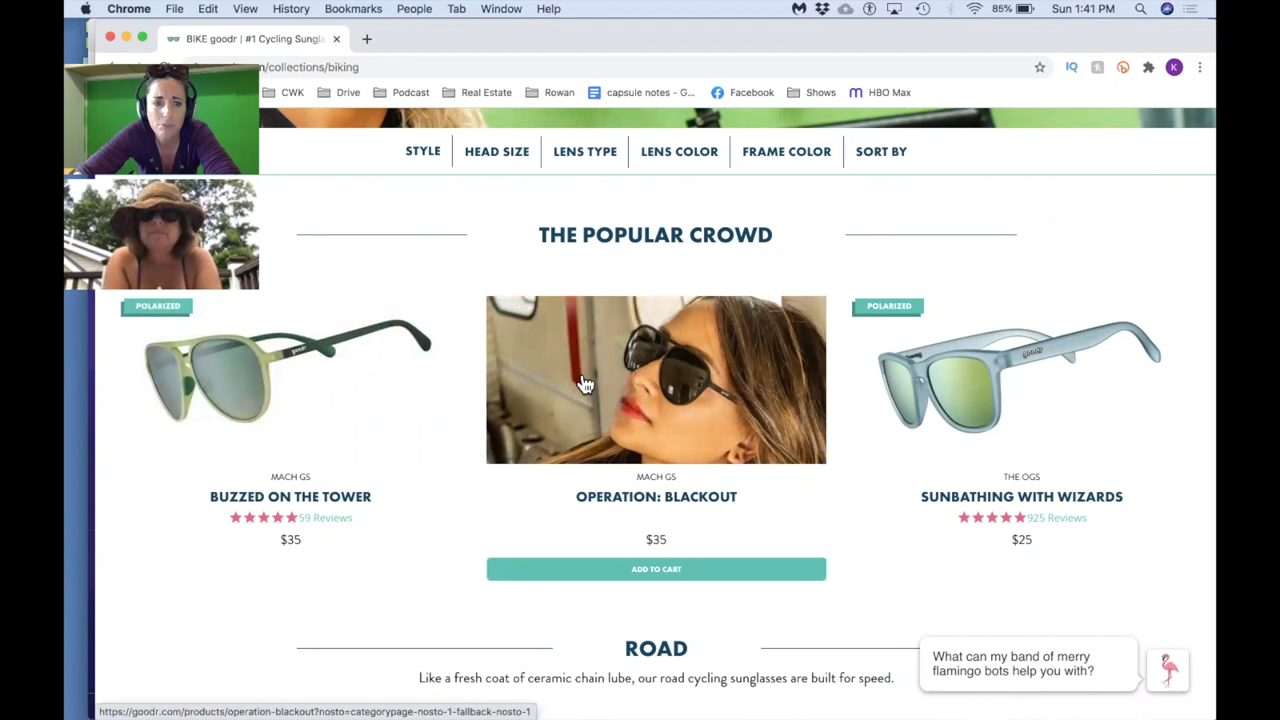 Chrome File Edit View History Bookmarks People Tab Window Help 85% Sun 1:41 PM
BIKE goodr | #1 Cycling Sungla
m/collections/biking
K
CWK Drive Podcast Real Estate Rowan capsule notes - G... Facebook Shows HBO Max
STYLE HEAD SIZE LENS TYPE LENS COLOR FRAME COLOR SORT BY
THE POPULAR CROWD
POLARIZED POLARIZED
goodr goodr
MACH GS MACH GS THE OGS
BUZZED ON THE TOWER OPERATION: BLACKOUT SUNBATHING WITH WIZARDS
59 Reviews 925 Reviews
$35 $35 $25
ADD TO CART
ROAD
Like a fresh coat of ceramic chain lube, our road cycling sunglasses are built for speed.
What can my band of merry
flamingo bots help you with?
https://goodr.com/products/operation-blackout?nosto=categorypage-nosto-1-fallback-nosto-1